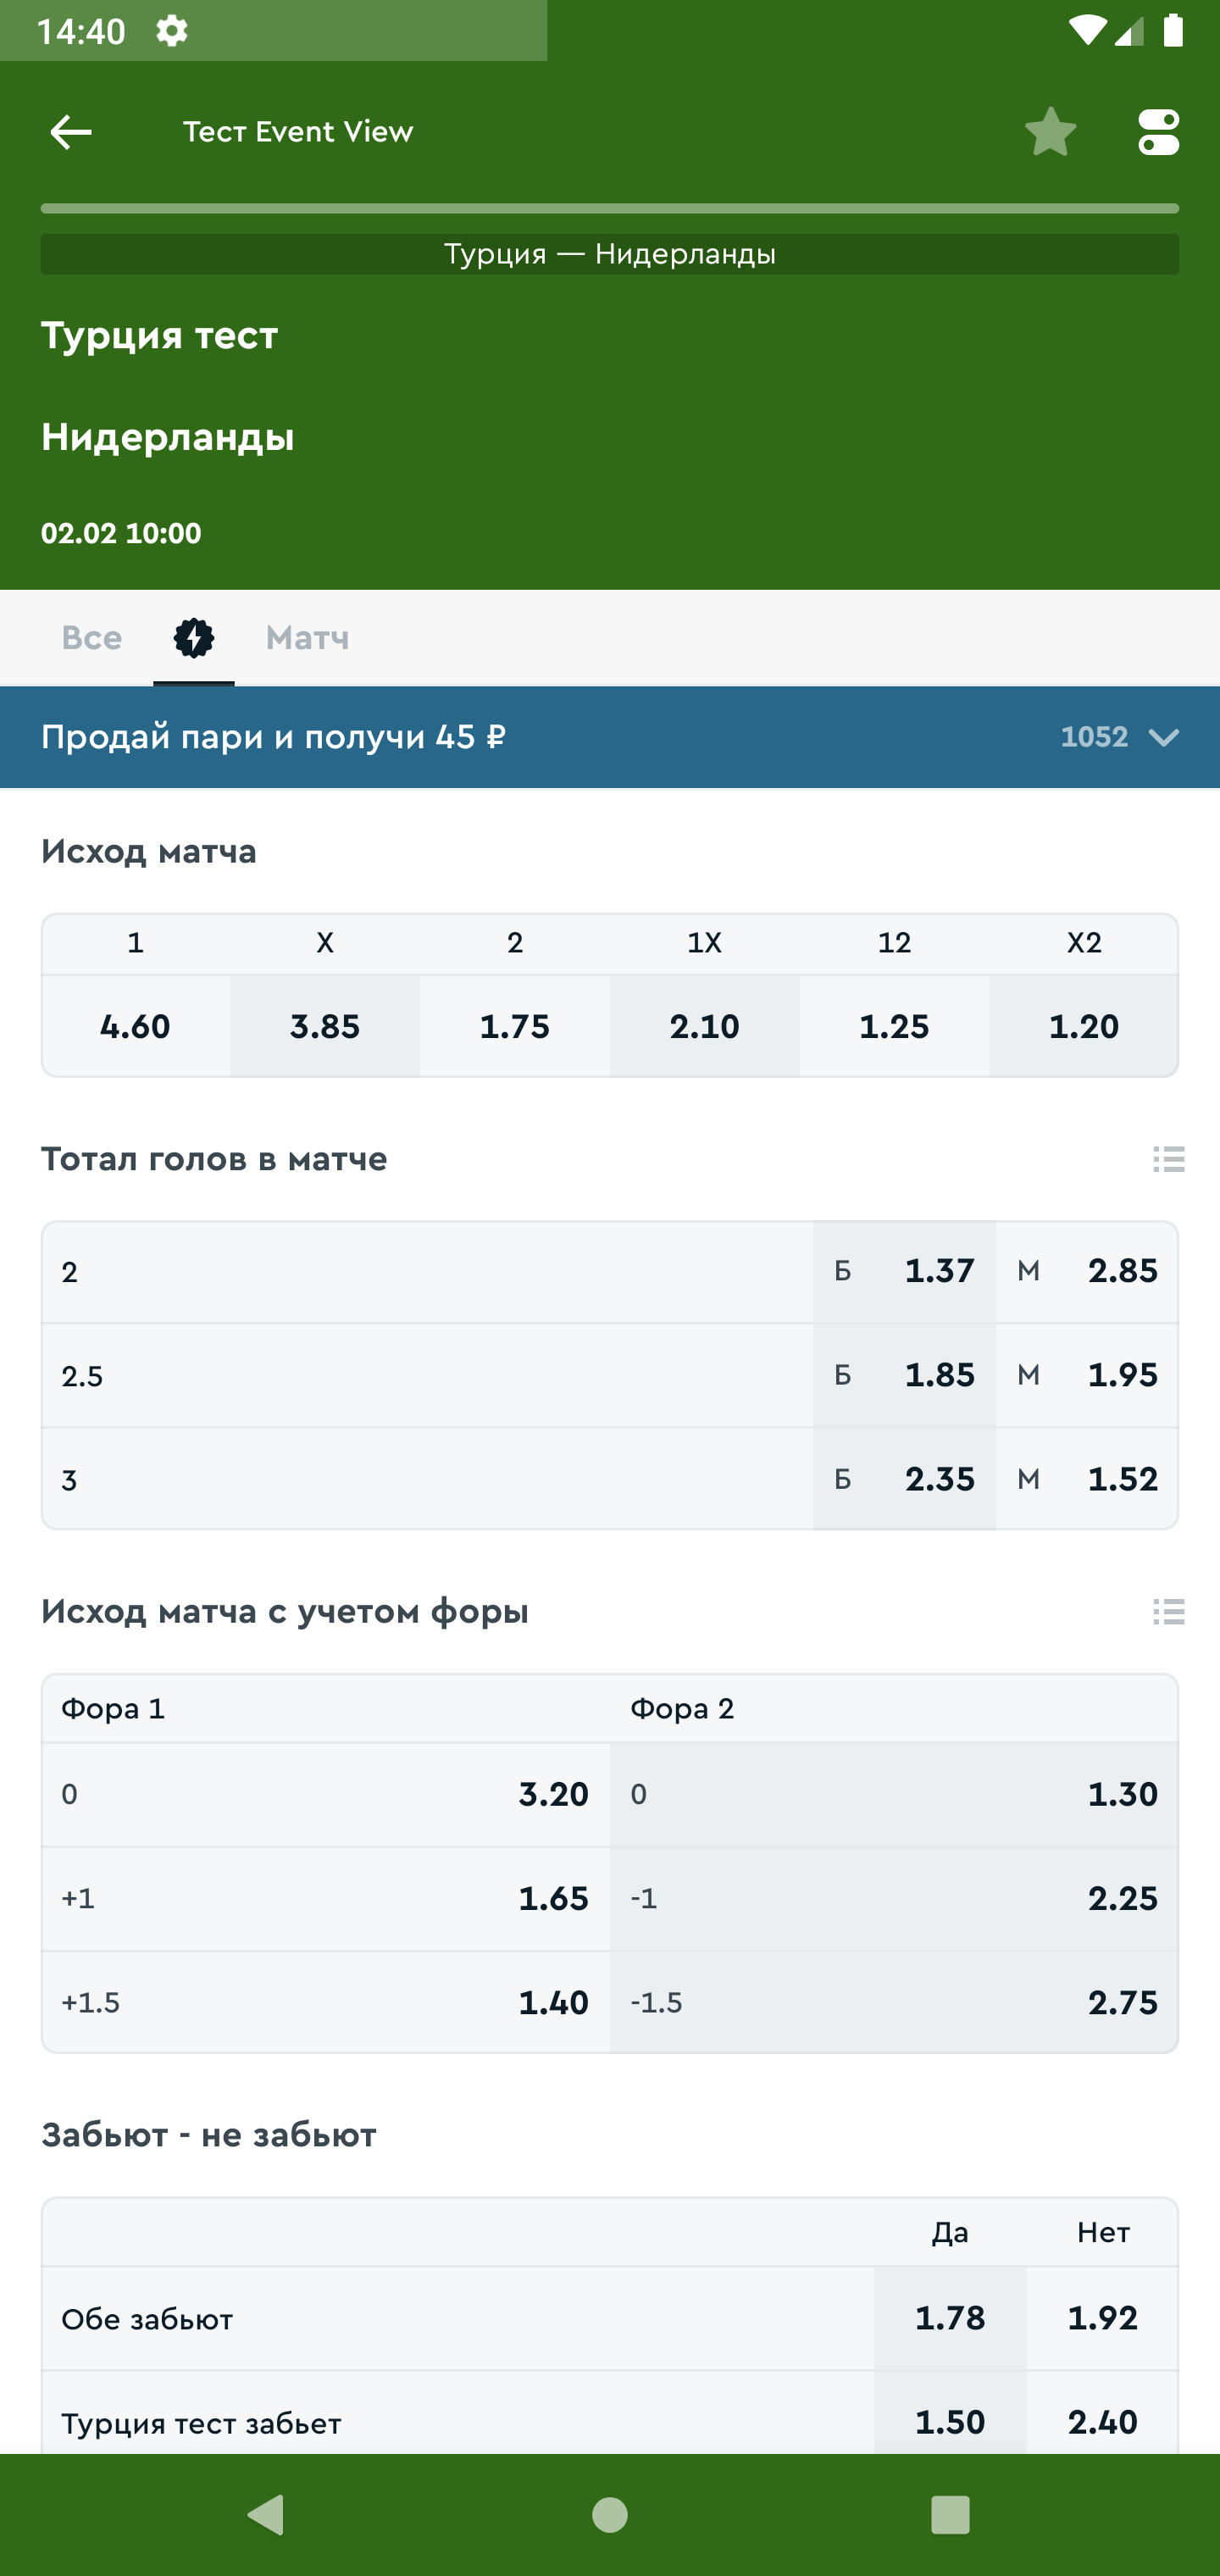 14:40
Тест Event View
Турция — Нидерланды
Турция тест
Нидерланды
02.02 10:00
Все Матч
Продай пари и получи 45 ₽ 1052
Исход матча
1 X 2 1X 12 X2
4.60 3.85 1.75 2.10 1.25 1.20
Тотал голов в матче
2 Б 1.37 М 2.85
2.5 Б 1.85 М 1.95
3 Б 2.35 М 1.52
Исход матча с учетом форы
Фора 1 Фора 2
0 3.20 0 1.30
+1 1.65 -1 2.25
+1.5 1.40 -1.5 2.75
Забьют - не забьют
Да Нет
Обе забьют 1.78 1.92
Турция тест забьет 1.50 2.40